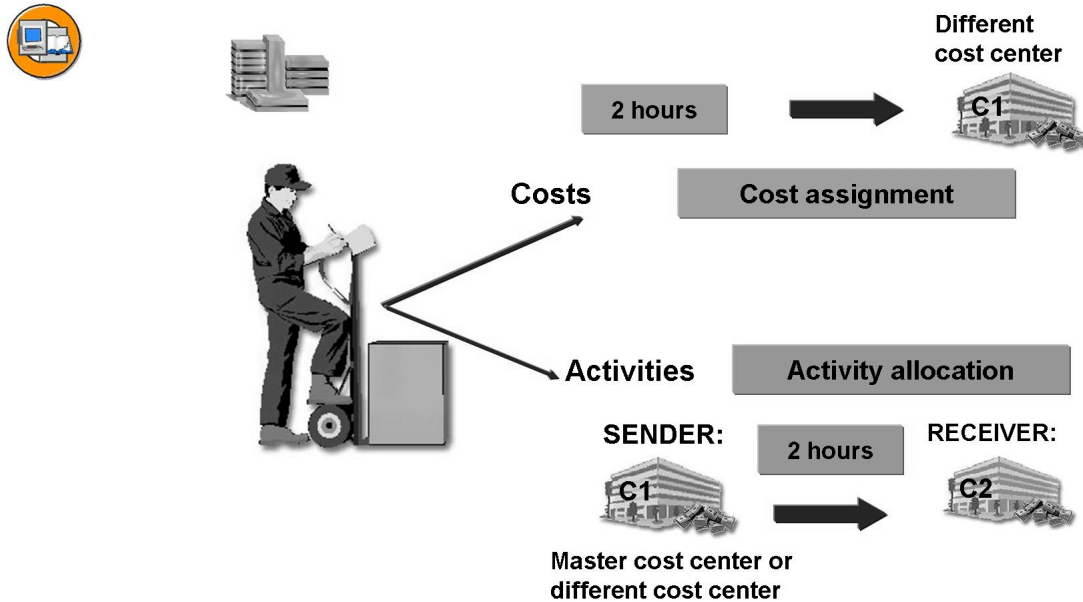 Different
cost center
2 hours
C1
Costs
Cost assignment
Activities
Activity allocation
SENDER:
2 hours
RECEIVER:
C1
C2
Master cost center or
different cost center